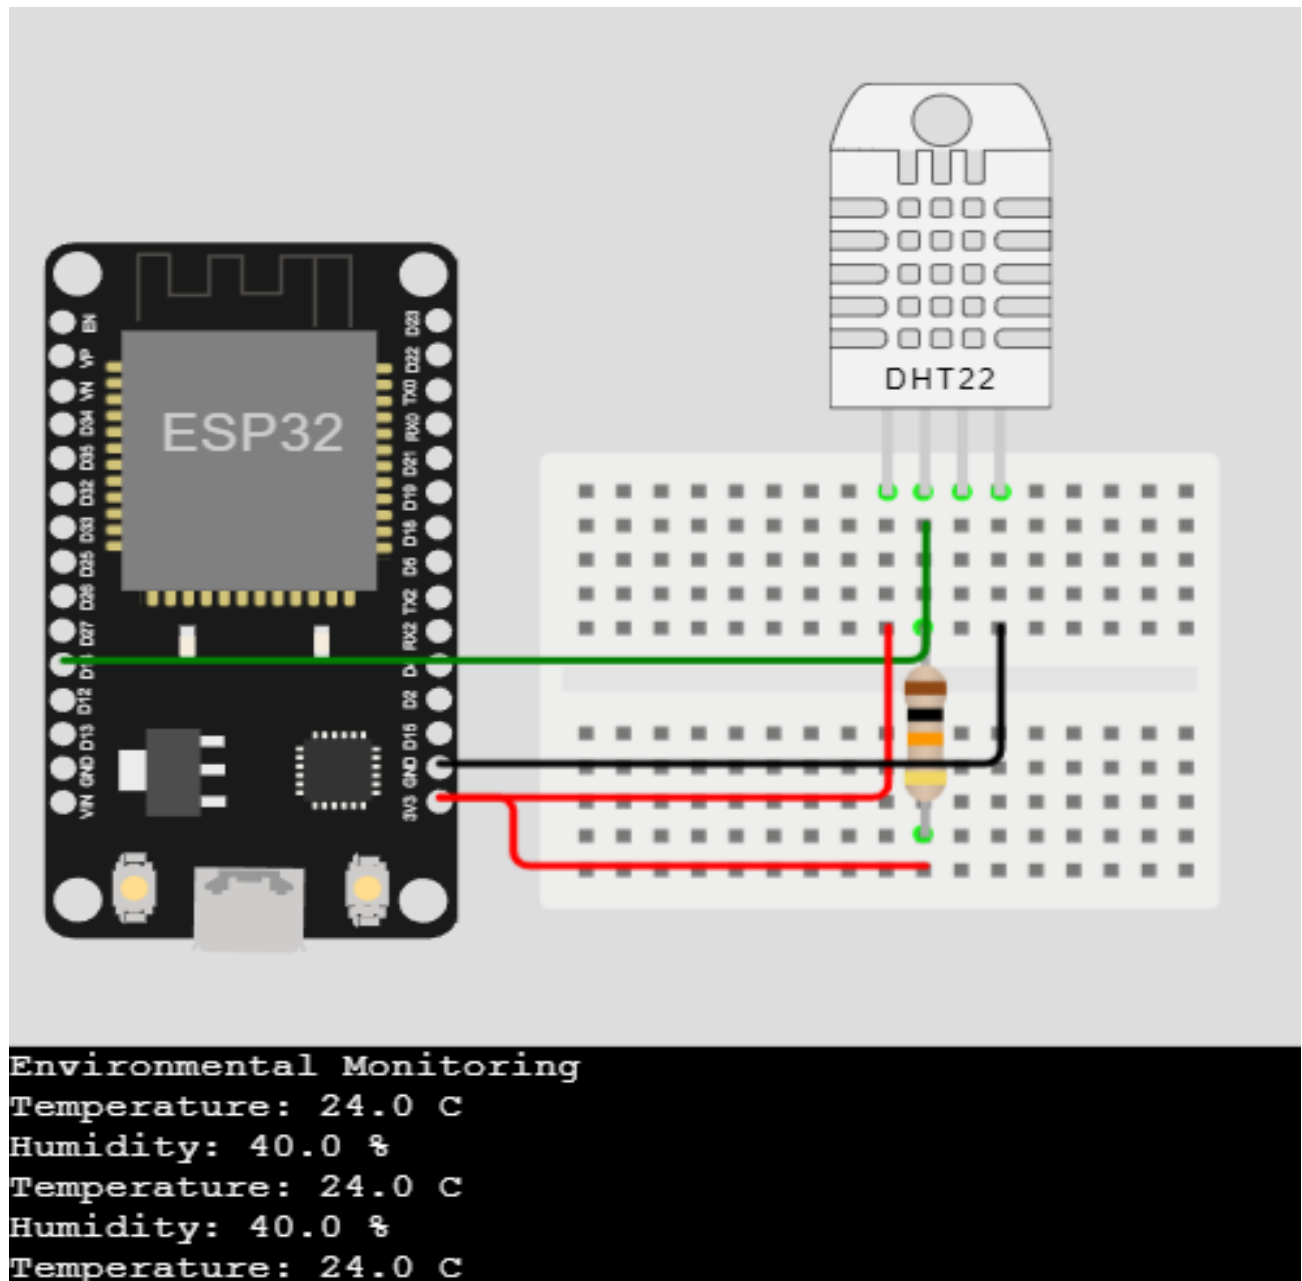 DHT22
ESP32
EN
VP
VN
D34
D35
D32
D33
D25
D26
D27
D12
D13
GND
VIN
D23
D22
TX0
RX0
D21
D19
D18
D5
TX2
RX2
D2
D15
GND
3V3
Environmental Monitoring
Temperature: 24.0 C
Humidity: 40.0 %
Temperature: 24.0 C
Humidity: 40.0 %
Temperature: 24.0 C